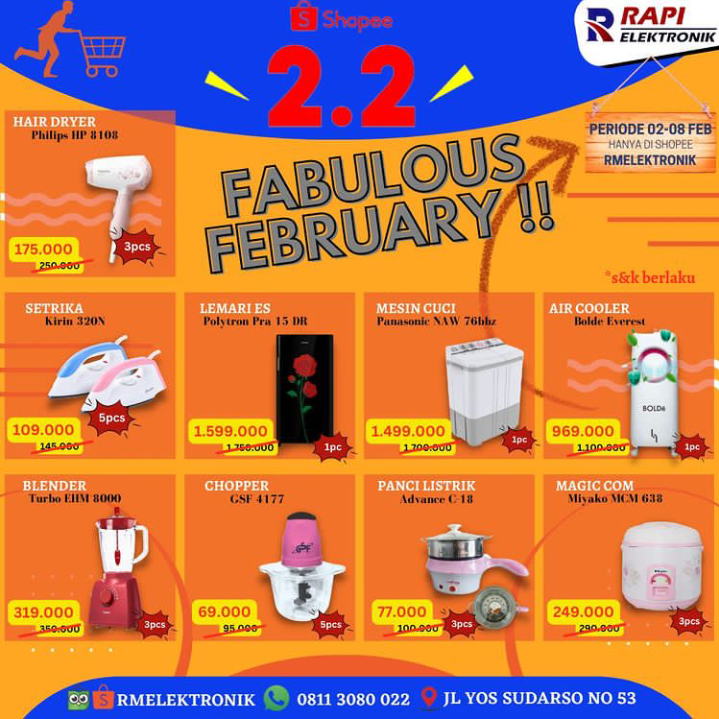 Shopee
RAPI
ELEKTRONIK
2.2
PERIODE 02-08 FEB
HANYA DI SHOPEE
RMELEKTRONIK
FABULOUS
FEBRUARY !!
*s&k berlaku
HAIR DRYER
Philips HP 8108
175.000
250.000
3pcs
SETRIKA
Kirin 320N
109.000
145.000
5pcs
LEMARI ES
Polytron Pra 15 DR
1.599.000
1.750.000
1pc
MESIN CUCI
Panasonic NAW 76bbz
1.499.000
1.700.000
1pc
AIR COOLER
Bolde Everest
BOLDe
969.000
1.100.000
1pc
BLENDER
Turbo EHM 8000
319.000
350.000
3pcs
CHOPPER
GSF 4177
GSF
69.000
95.000
5pcs
PANCI LISTRIK
Advance C-18
77.000
100.000
3pcs
MAGIC COM
Miyako MCM 638
249.000
290.000
3pcs
RMELEKTRONIK 0811 3080 022 JL YOS SUDARSO NO 53